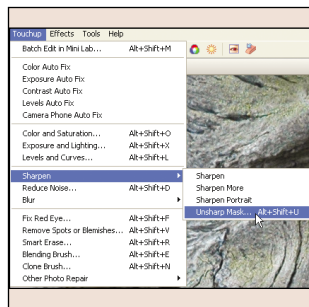 Touchup Effects Tools Help
Batch Edit in Mini Lab... Alt+Shift+M
Color Auto Fix
Exposure Auto Fix
Contrast Auto Fix
Levels Auto Fix
Camera Phone Auto Fix
Color and Saturation... Alt+Shift+O
Exposure and Lighting... Alt+Shift+X
Levels and Curves... Alt+Shift+L
Sharpen
Reduce Noise... Alt+Shift+D
Blur
Fix Red Eye... Alt+Shift+F
Remove Spots or Blemishes... Alt+Shift+V
Smart Erase... Alt+Shift+R
Blending Brush... Alt+Shift+E
Clone Brush... Alt+Shift+N
Other Photo Repair
Sharpen
Sharpen More
Sharpen Portrait
Unsharp Mask... Alt+Shift+U